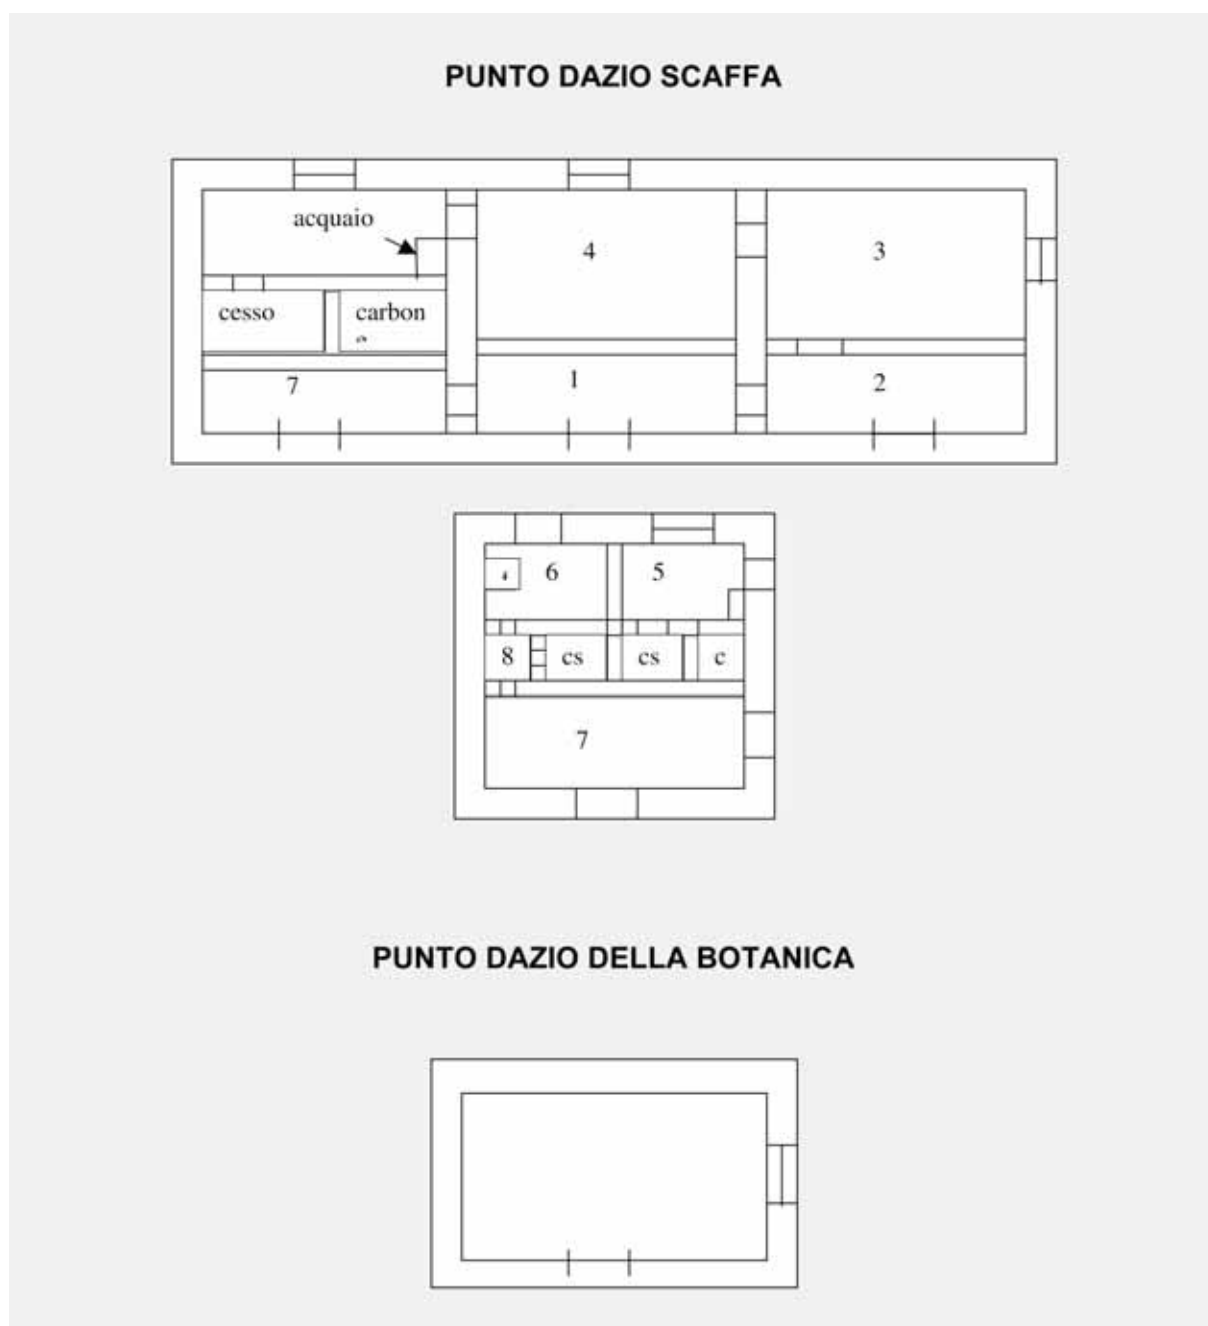 PUNTO DAZIO SCAFFA
acquaio
4
3
cesso
carbon
7
1
2
6
5
8
cs
cs
c
7
PUNTO DAZIO DELLA BOTANICA